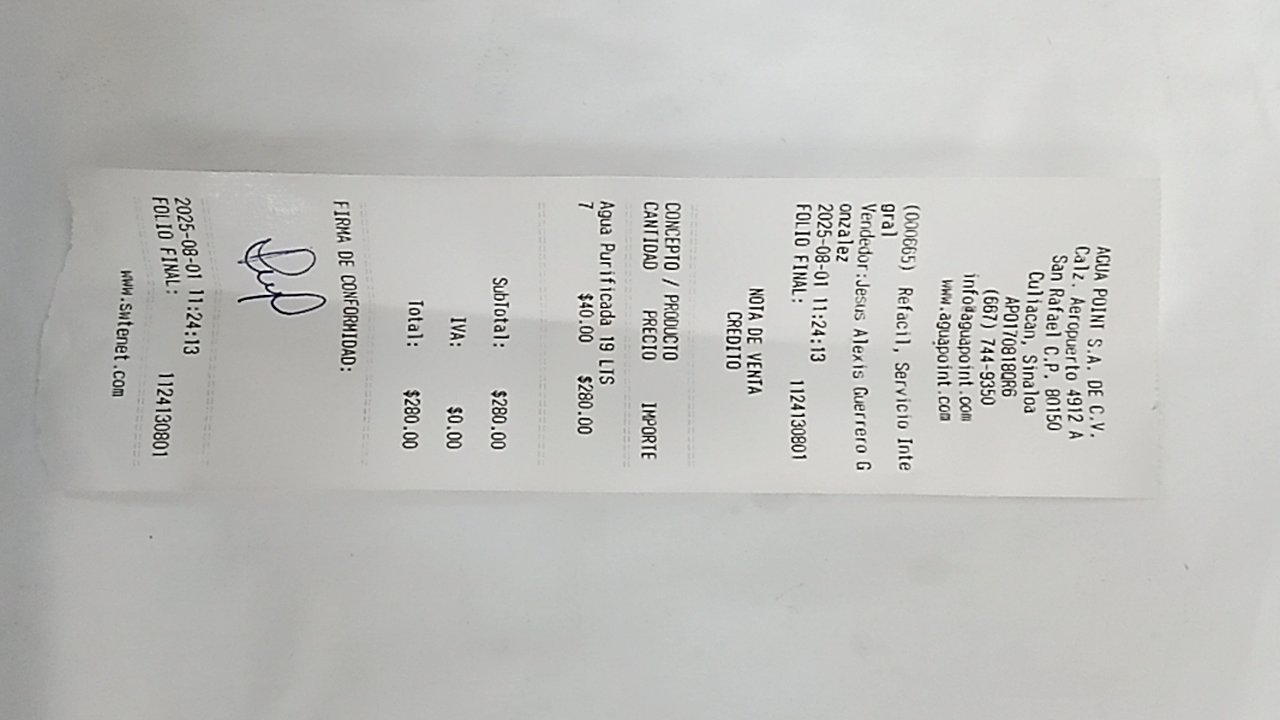 AGUA POINT S.A. DE C.V.
Calz. Aeropuerto 4912 A
San Rafael C.P. 80150
Culiacan, Sinaloa
APO170818QR6
(667) 744-9350
info@aguapoint.com
www.aguapoint.com
(000665) Refacil, Servicio Inte
gral
Vendedor:Jesus Alexis Guerrero G
onzalez
2025-08-01 11:24:13
FOLIO FINAL: 1124130801
NOTA DE VENTA
CREDITO
CONCEPTO / PRODUCTO
CANTIDAD PRECIO IMPORTE
Agua Purificada 19 LTS
7 $40.00 $280.00
SubTotal: $280.00
IVA: $0.00
Total: $280.00
FIRMA DE CONFORMIDAD:
2025-08-01 11:24:13
FOLIO FINAL: 1124130801
www.swtenet.com